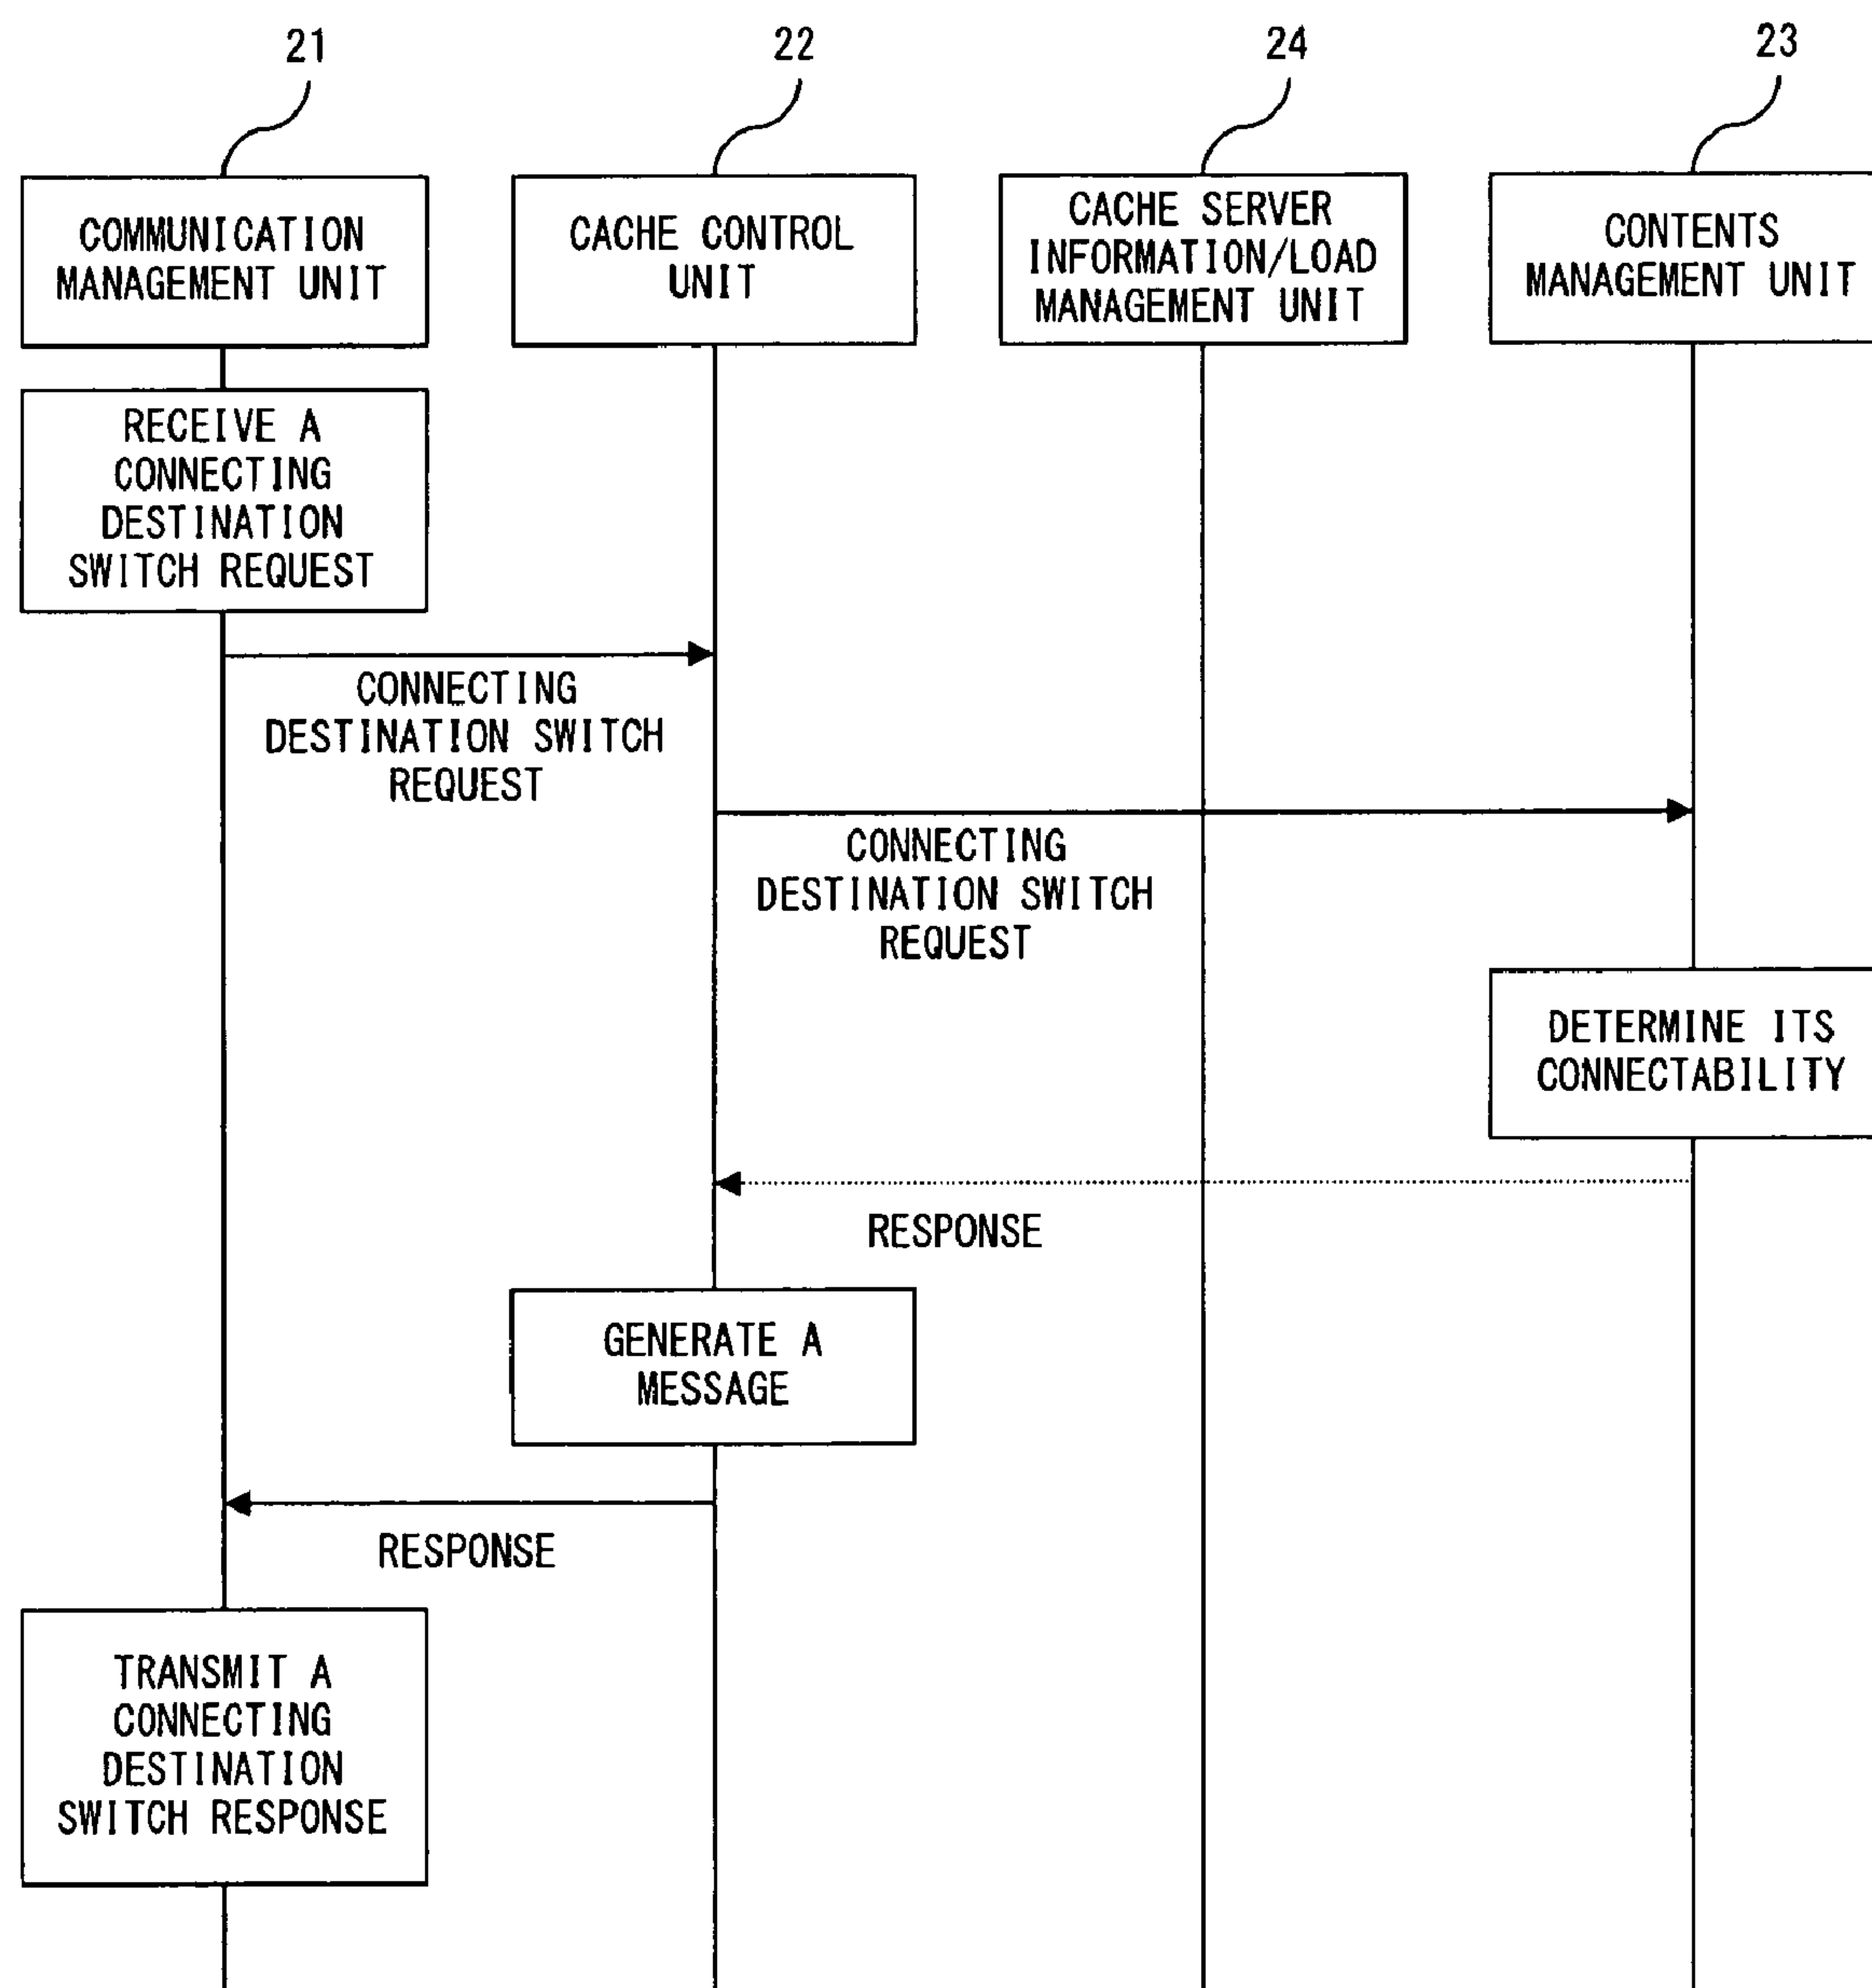 21
22
24
23
COMMUNICATION
MANAGEMENT UNIT
CACHE CONTROL
UNIT
CACHE SERVER
INFORMATION/LOAD
MANAGEMENT UNIT
CONTENTS
MANAGEMENT UNIT
RECEIVE A
CONNECTING
DESTINATION
SWITCH REQUEST
CONNECTING
DESTINATION SWITCH
REQUEST
CONNECTING
DESTINATION SWITCH
REQUEST
DETERMINE ITS
CONNECTABILITY
RESPONSE
GENERATE A
MESSAGE
RESPONSE
TRANSMIT A
CONNECTING
DESTINATION
SWITCH RESPONSE